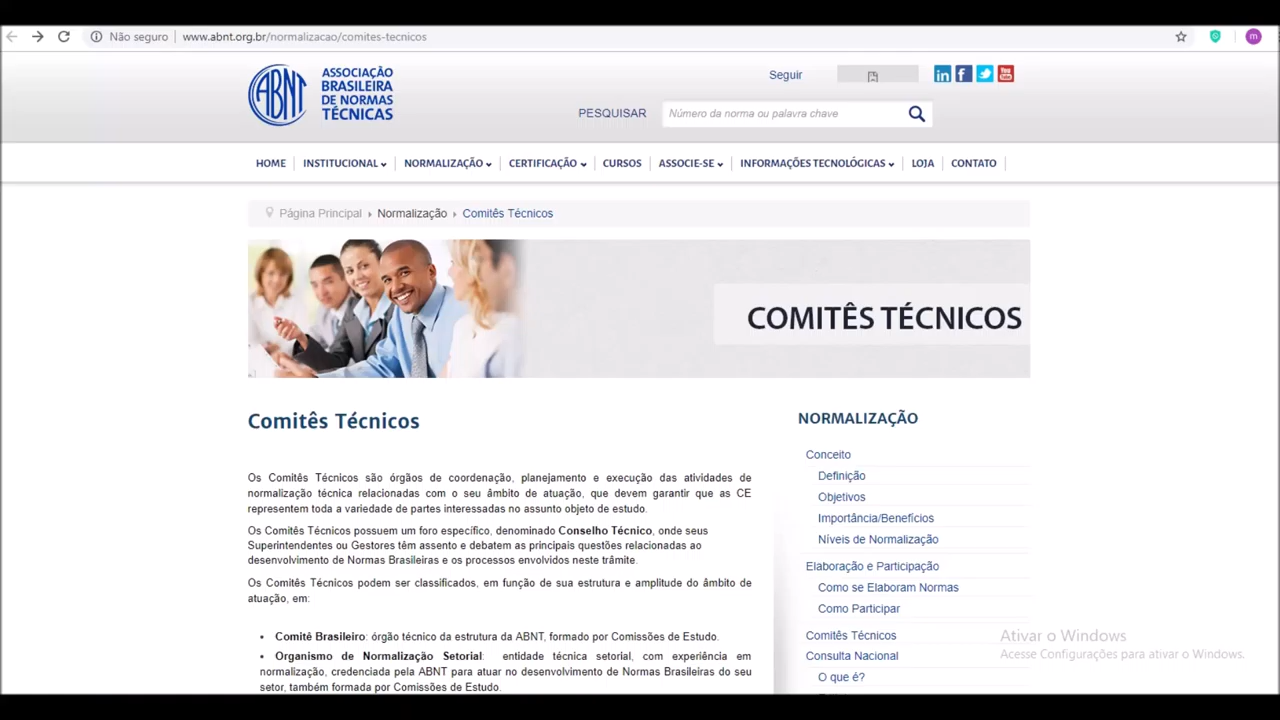 Não seguro
www.abnt.org.br/normalizacao/comites-tecnicos
m
ABNT
ASSOCIAÇÃO
BRASILEIRA
DE NORMAS
TÉCNICAS
Seguir
in f You Tube
PESQUISAR
Número da norma ou palavra chave
HOME INSTITUCIONAL NORMALIZAÇÃO CERTIFICAÇÃO CURSOS ASSOCIE-SE INFORMAÇÕES TECNOLÓGICAS LOJA CONTATO
Página Principal Normalização Comitês Técnicos
COMITÊS TÉCNICOS
Comitês Técnicos
Os Comitês Técnicos são órgãos de coordenação, planejamento e execução das atividades de
normalização técnica relacionadas com o seu âmbito de atuação, que devem garantir que as CE
representem toda a variedade de partes interessadas no assunto objeto de estudo.
Os Comitês Técnicos possuem um foro específico, denominado Conselho Técnico, onde seus
Superintendentes ou Gestores têm assento e debatem as principais questões relacionadas ao
desenvolvimento de Normas Brasileiras e os processos envolvidos neste trâmite.
Os Comitês Técnicos podem ser classificados, em função de sua estrutura e amplitude do âmbito de
atuação, em:
• Comitê Brasileiro: órgão técnico da estrutura da ABNT, formado por Comissões de Estudo.
• Organismo de Normalização Setorial: entidade técnica setorial, com experiência em
normalização, credenciada pela ABNT para atuar no desenvolvimento de Normas Brasileiras do seu
setor, também formada por Comissões de Estudo.
NORMALIZAÇÃO
Conceito
Definição
Objetivos
Importância/Benefícios
Níveis de Normalização
Elaboração e Participação
Como se Elaboram Normas
Como Participar
Comitês Técnicos
Consulta Nacional
O que é?
Ativar o Windows
Acesse Configurações para ativar o Windows.